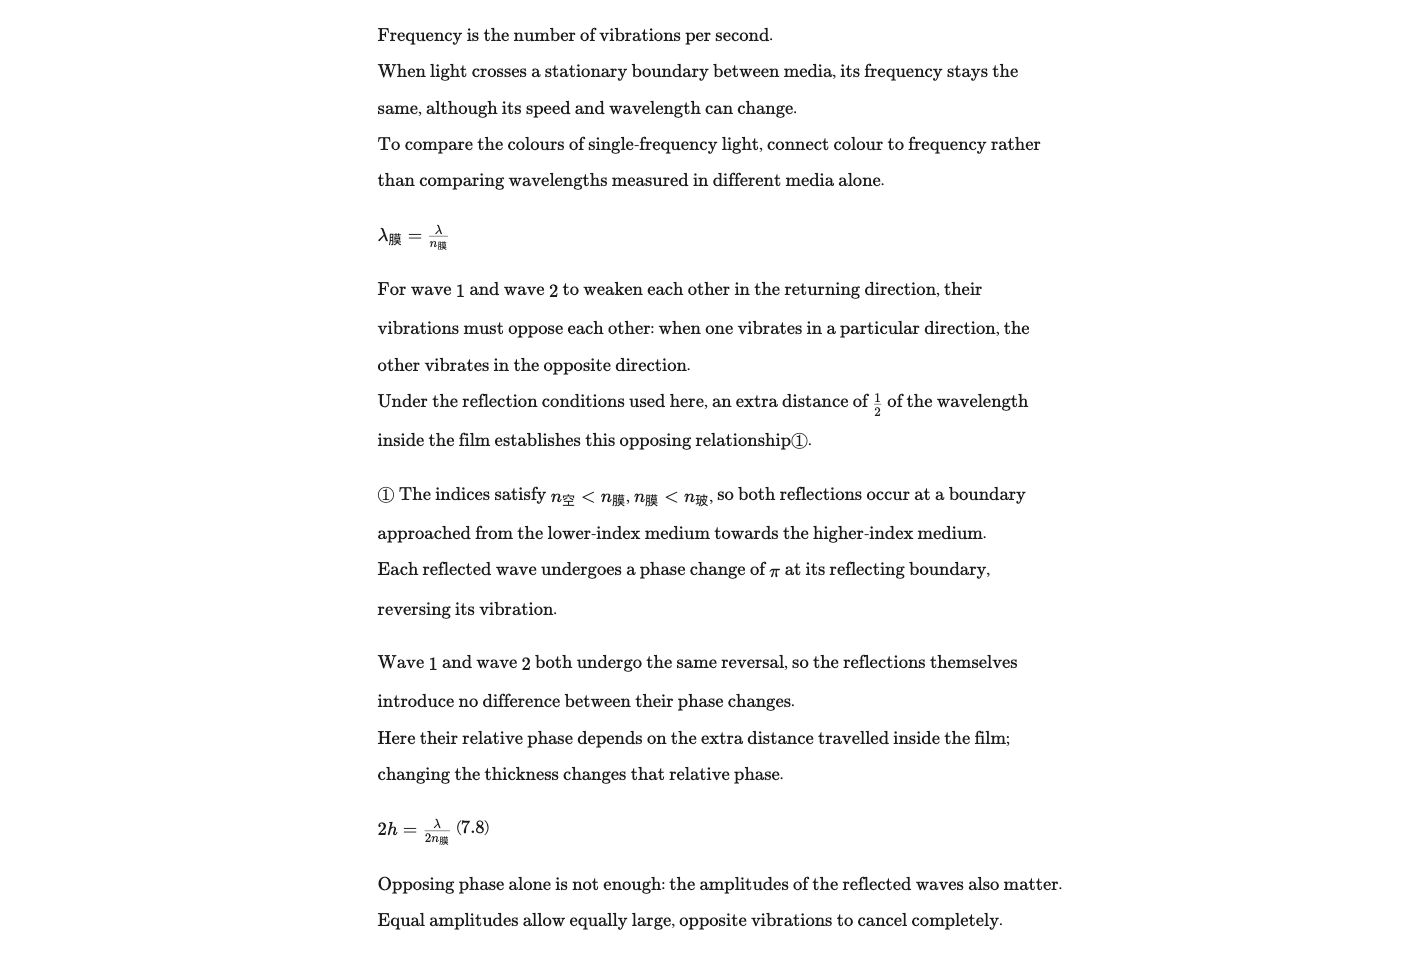 Frequency is the number of vibrations per second.
When light crosses a stationary boundary between media, its frequency stays the
same, although its speed and wavelength can change.
To compare the colours of single-frequency light, connect colour to frequency rather
than comparing wavelengths measured in different media alone.
λ膜 = λ/n膜
For wave 1 and wave 2 to weaken each other in the returning direction, their
vibrations must oppose each other: when one vibrates in a particular direction, the
other vibrates in the opposite direction.
Under the reflection conditions used here, an extra distance of 1/2 of the wavelength
inside the film establishes this opposing relationship①.
① The indices satisfy n空 < n膜, n膜 < n玻, so both reflections occur at a boundary
approached from the lower-index medium towards the higher-index medium.
Each reflected wave undergoes a phase change of π at its reflecting boundary,
reversing its vibration.
Wave 1 and wave 2 both undergo the same reversal, so the reflections themselves
introduce no difference between their phase changes.
Here their relative phase depends on the extra distance travelled inside the film;
changing the thickness changes that relative phase.
2h = λ/2n膜 (7.8)
Opposing phase alone is not enough: the amplitudes of the reflected waves also matter.
Equal amplitudes allow equally large, opposite vibrations to cancel completely.